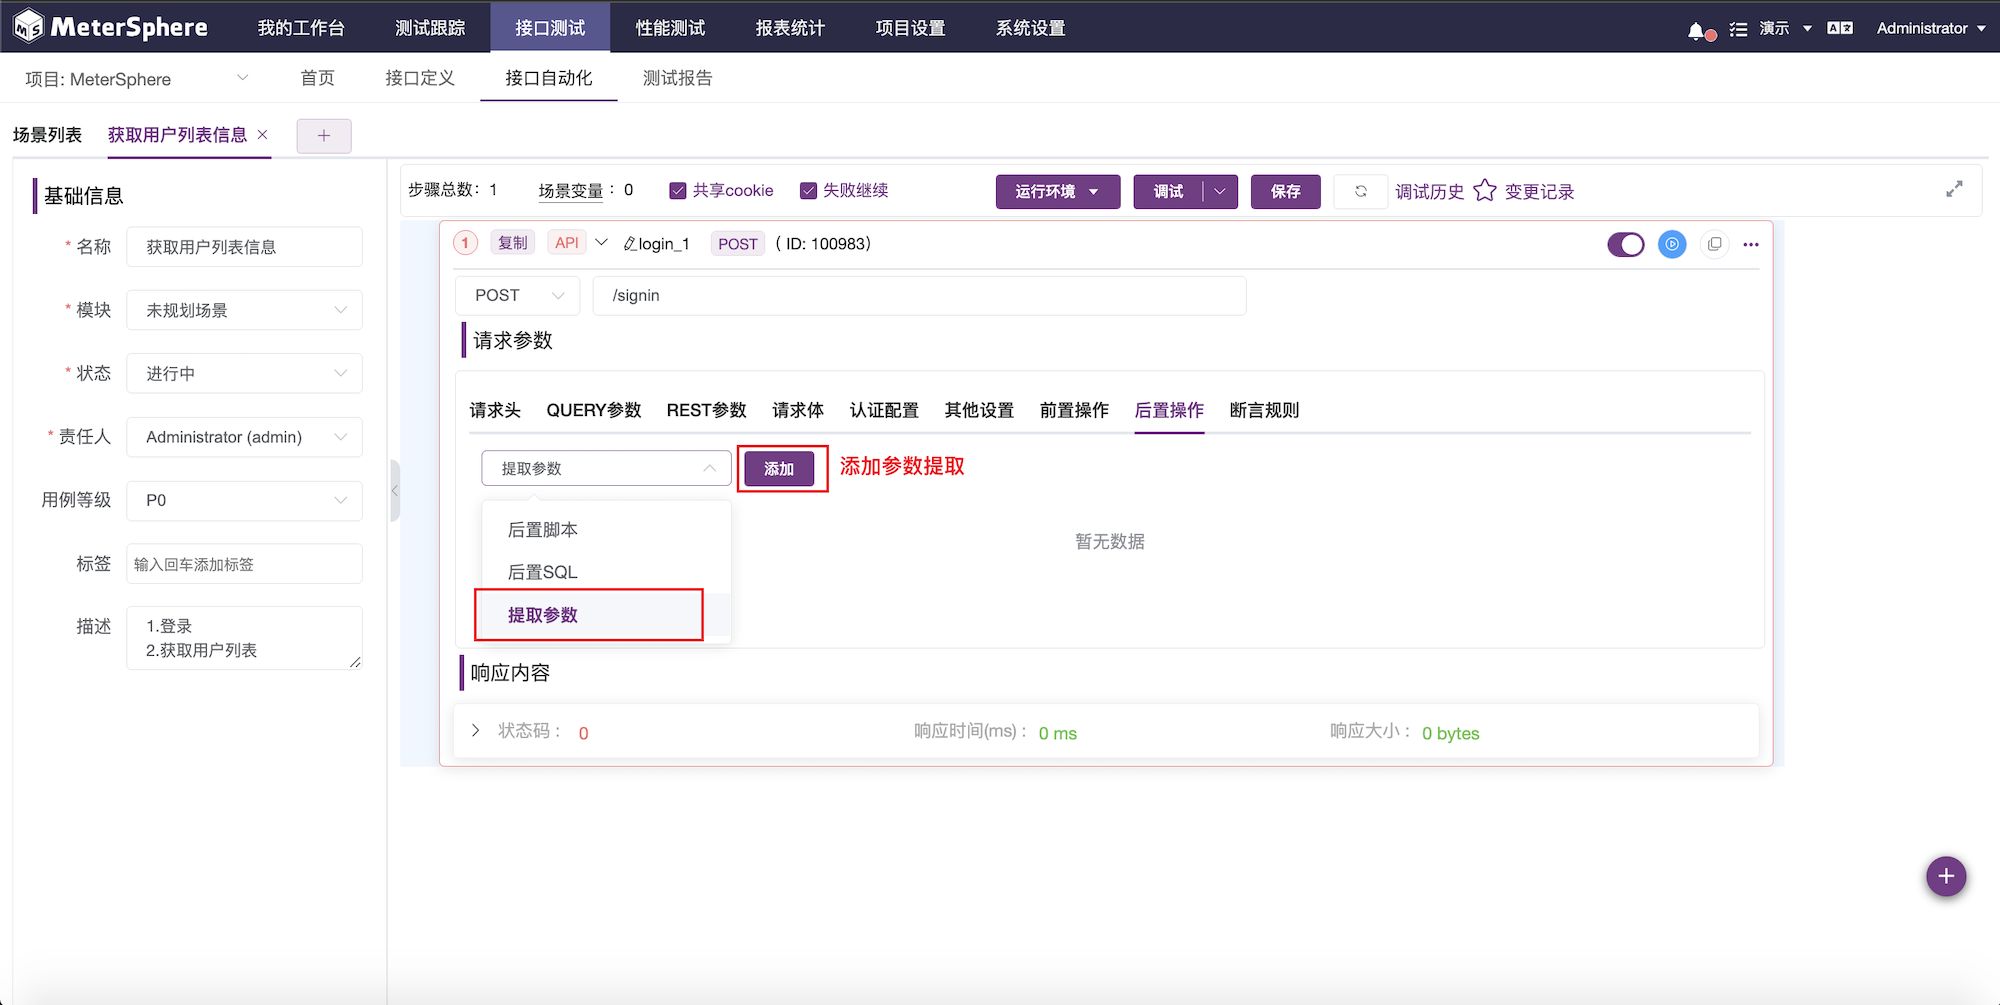 MeterSphere 我的工作台 测试跟踪 接口测试 性能测试 报表统计 项目设置 系统设置 演示 Administrator
项目: MeterSphere 首页 接口定义 接口自动化 测试报告
场景列表 获取用户列表信息
基础信息
* 名称 获取用户列表信息
* 模块 未规划场景
* 状态 进行中
* 责任人 Administrator (admin)
用例等级 P0
标签 输入回车添加标签
描述 1.登录
2.获取用户列表
步骤总数: 1 场景变量 : 0 共享cookie 失败继续 运行环境 调试 保存 调试历史 变更记录
1 复制 API login_1 POST ( ID: 100983)
POST /signin
请求参数
请求头 QUERY参数 REST参数 请求体 认证配置 其他设置 前置操作 后置操作 断言规则
提取参数 添加 添加参数提取
后置脚本
后置SQL
提取参数
暂无数据
响应内容
状态码 : 0 响应时间(ms) : 0 ms 响应大小 : 0 bytes